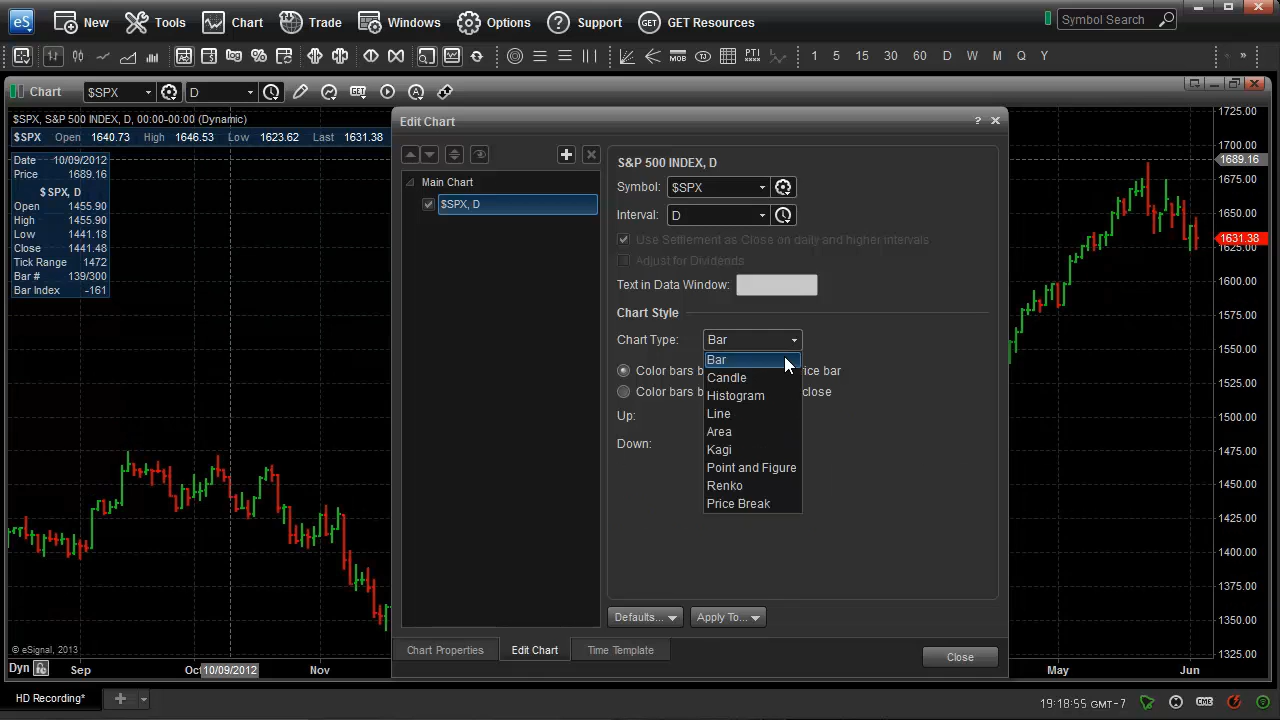 eS New Tools Chart Trade Windows Options Support GET GET Resources Symbol Search
MOB PTI 1 5 15 30 60 D W M Q Y
Chart $SPX D GET A
$SPX, S&P 500 INDEX, D, 00:00-00:00 (Dynamic)
$SPX Open 1640.73 High 1646.53 Low 1623.62 Last 1631.38
Date 10/09/2012
Price 1689.16
$SPX, D
Open 1455.90
High 1455.90
Low 1441.18
Close 1441.48
Tick Range 1472
Bar # 139/300
Bar Index -161
Edit Chart ?
Main Chart
$SPX, D
S&P 500 INDEX, D
Symbol: $SPX
Interval: D
Use Settlement as Close on daily and higher intervals
Adjust for Dividends
Text in Data Window:
Chart Style
Chart Type: Bar
Bar
Candle
Histogram
Line
Area
Kagi
Point and Figure
Renko
Price Break
Color bars b rice bar
Color bars b close
Up:
Down:
Defaults... Apply To...
Chart Properties Edit Chart Time Template Close
1725.00
1700.00
1689.16
1675.00
1650.00
1631.38
1625.00
1600.00
1575.00
1550.00
1525.00
1500.00
1475.00
1450.00
1425.00
1400.00
1375.00
1350.00
1325.00
© eSignal, 2013
Dyn Sep Oct 10/09/2012 Nov May Jun
HD Recording* 19:18:55 GMT-7 CME